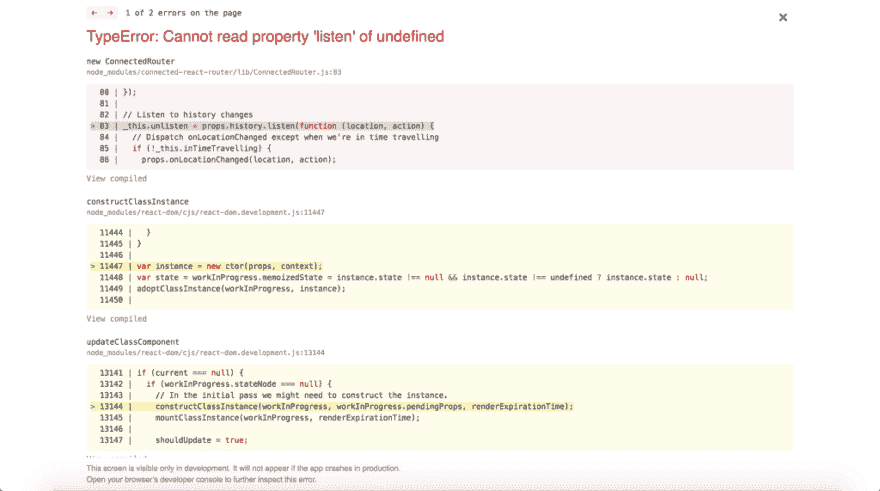 ← → 1 of 2 errors on the page
×
TypeError: Cannot read property 'listen' of undefined
new ConnectedRouter
node_modules/connected-react-router/lib/ConnectedRouter.js:83
80 | });
81 |
82 | // Listen to history changes
> 83 | _this.unlisten = props.history.listen(function (location, action) {
84 |   // Dispatch onLocationChanged except when we're in time travelling
85 |   if (!_this.inTimeTravelling) {
86 |     props.onLocationChanged(location, action);
View compiled
constructClassInstance
node_modules/react-dom/cjs/react-dom.development.js:11447
11444 |   }
11445 | }
11446 |
> 11447 | var instance = new ctor(props, context);
11448 | var state = workInProgress.memoizedState = instance.state !== null && instance.state !== undefined ? instance.state : null;
11449 | adoptClassInstance(workInProgress, instance);
11450 |
View compiled
updateClassComponent
node_modules/react-dom/cjs/react-dom.development.js:13144
13141 | if (current === null) {
13142 |   if (workInProgress.stateNode === null) {
13143 |     // In the initial pass we might need to construct the instance.
> 13144 |     constructClassInstance(workInProgress, workInProgress.pendingProps, renderExpirationTime);
13145 |     mountClassInstance(workInProgress, renderExpirationTime);
13146 |
13147 |     shouldUpdate = true;
This screen is visible only in development. It will not appear if the app crashes in production.
Open your browser's developer console to further inspect this error.